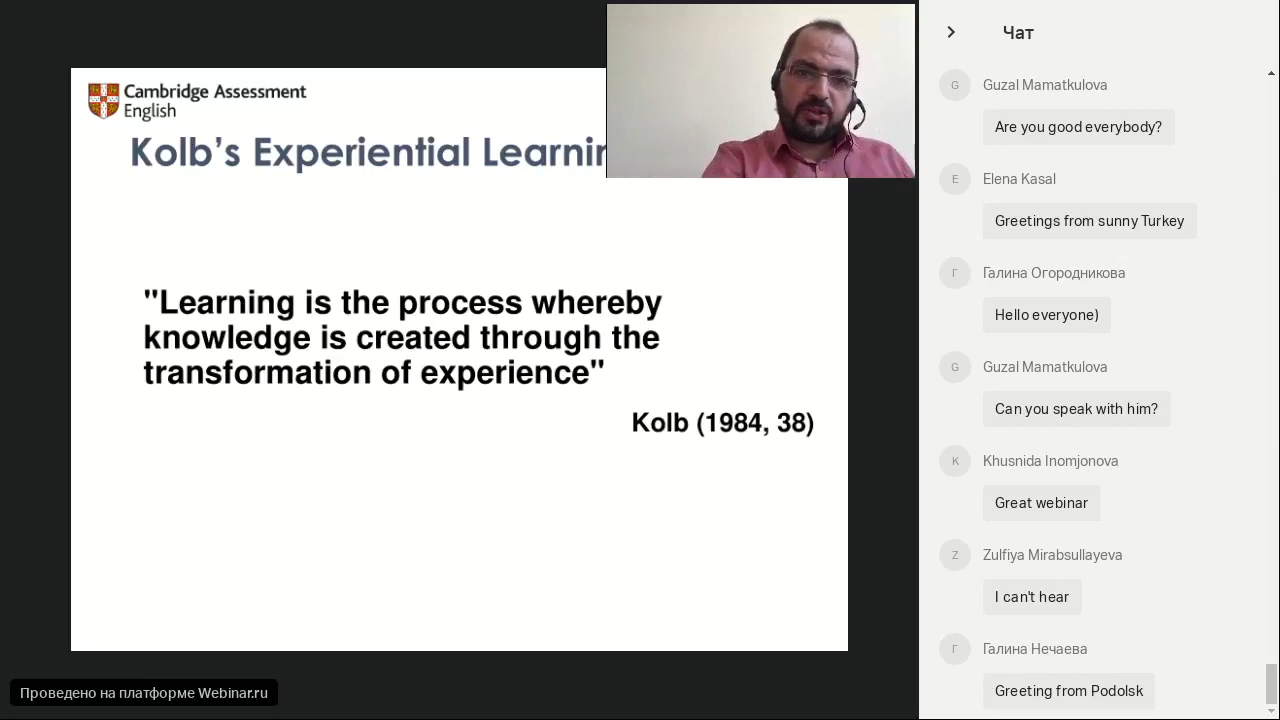 Cambridge Assessment
English
Kolb's Experiential
"Learning is the process whereby
knowledge is created through the
transformation of experience"
Kolb (1984, 38)
Проведено на платформе Webinar.ru
Чат
G
Guzal Mamatkulova
Are you good everybody?
E
Elena Kasal
Greetings from sunny Turkey
Г
Галина Огородникова
Hello everyone)
G
Guzal Mamatkulova
Can you speak with him?
K
Khusnida Inomjonova
Great webinar
Z
Zulfiya Mirabsullayeva
I can't hear
Г
Галина Нечаева
Greeting from Podolsk